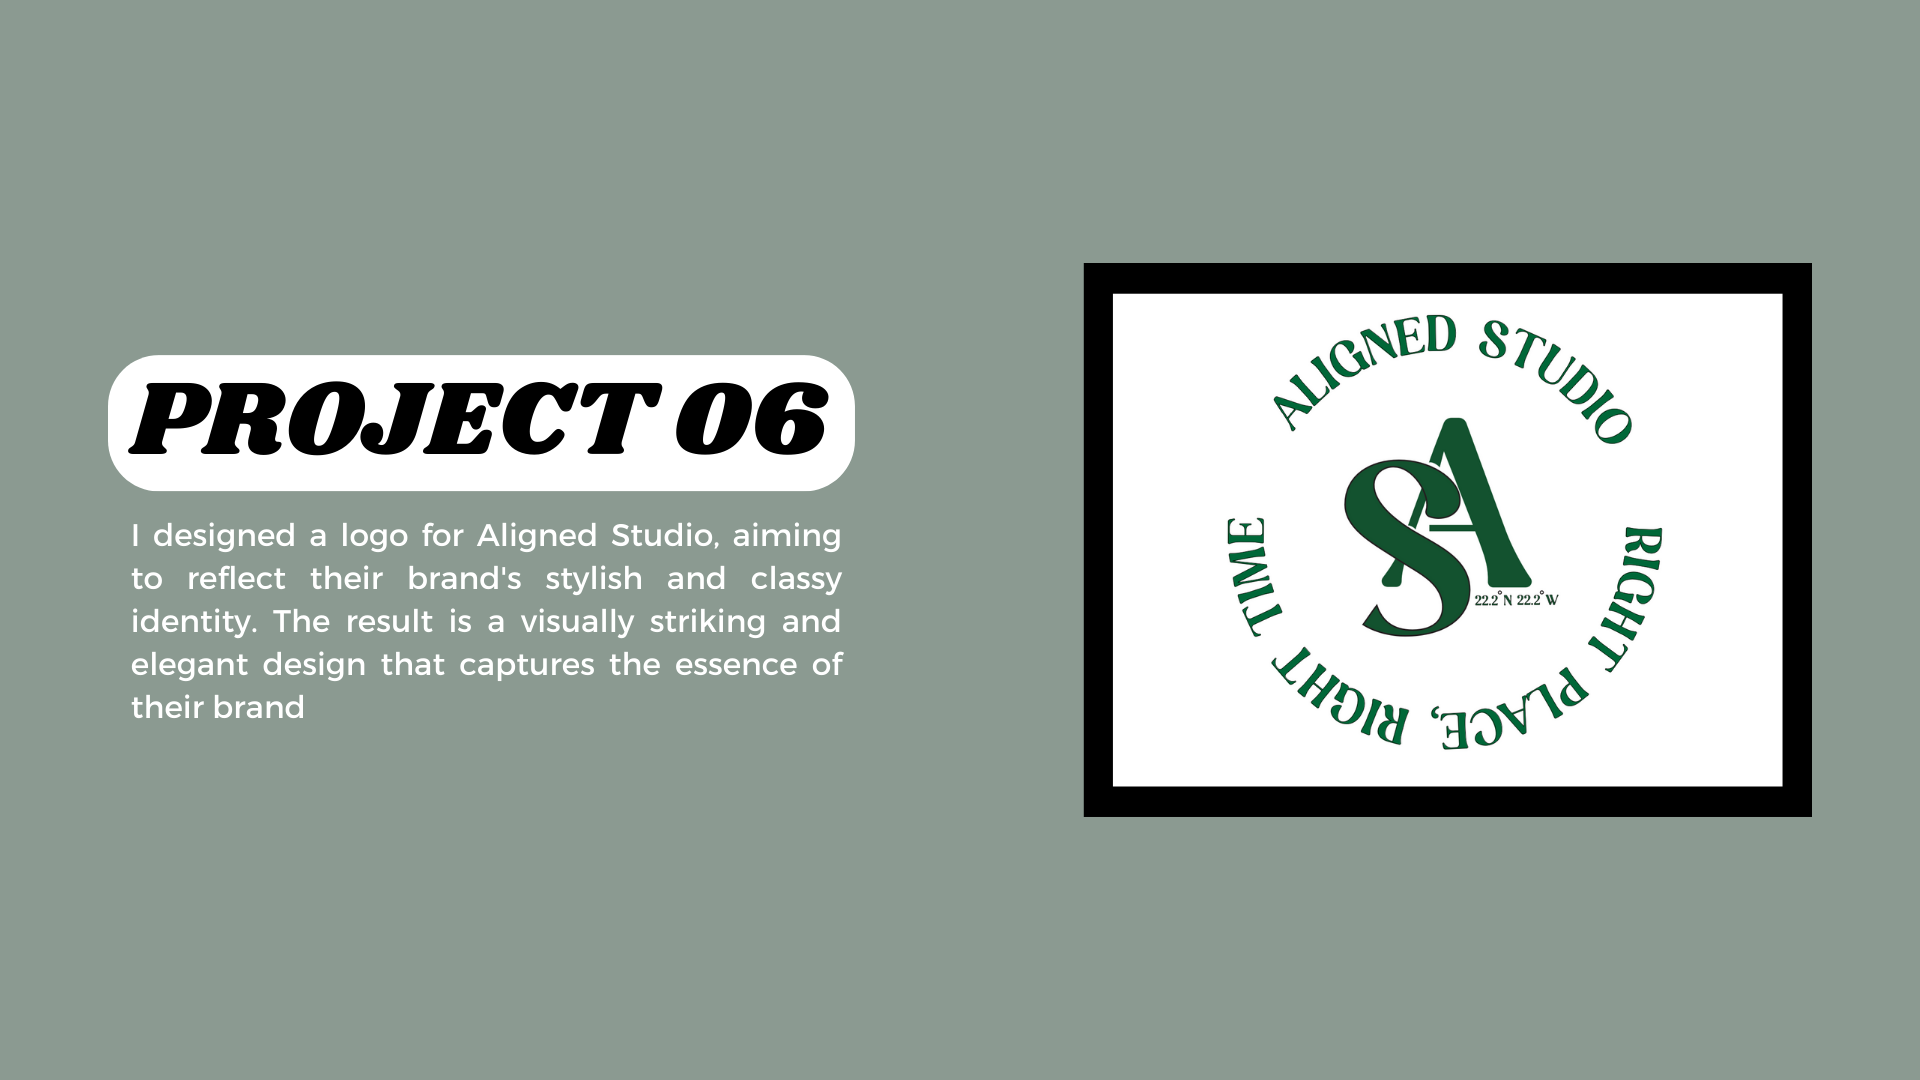 PROJECT 06
I designed a logo for Aligned Studio, aiming
to reflect their brand's stylish and classy
identity. The result is a visually striking and
elegant design that captures the essence of
their brand
ALIGNED STUDIO
RIGHT PLACE, RIGHT TIME
SA
22.2°N 22.2°W